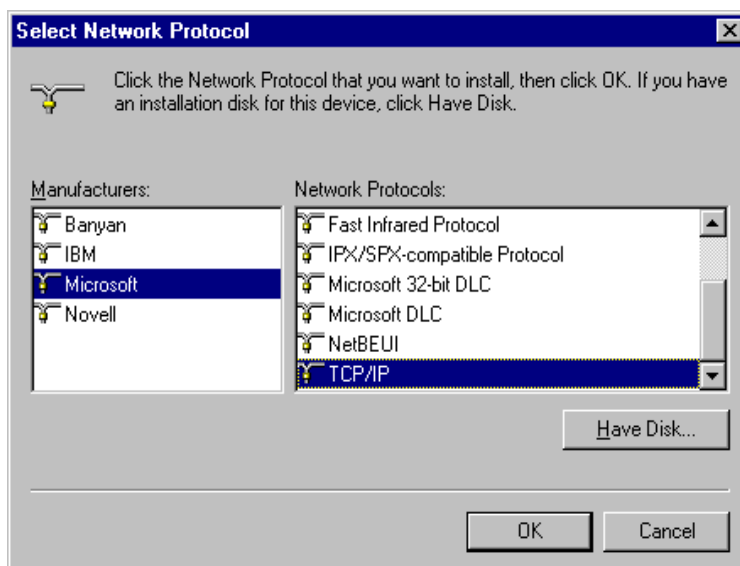 Select Network Protocol
Click the Network Protocol that you want to install, then click OK. If you have
an installation disk for this device, click Have Disk.
Manufacturers:
Banyan
IBM
Microsoft
Novell
Network Protocols:
Fast Infrared Protocol
IPX/SPX-compatible Protocol
Microsoft 32-bit DLC
Microsoft DLC
NetBEUI
TCP/IP
Have Disk...
OK
Cancel